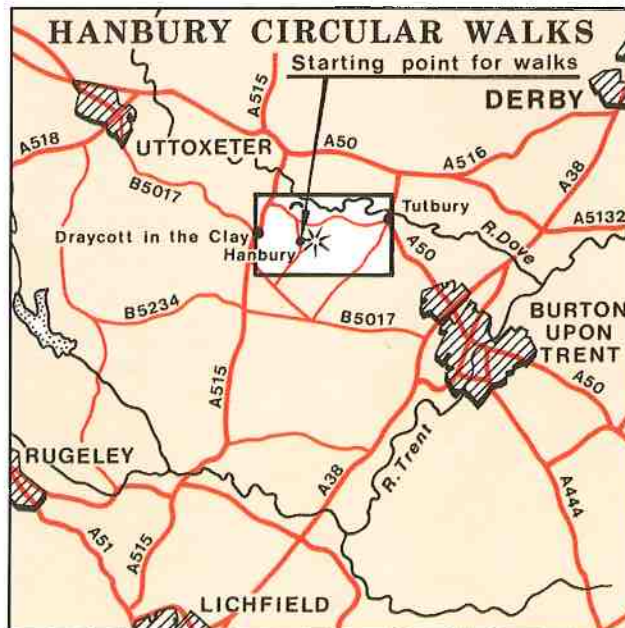 HANBURY CIRCULAR WALKS
Starting point for walks
A515
DERBY
UTTOXETER
A518
A50
A516
A38
B5017
Tutbury
A5132
Draycott in the Clay
Hanbury
A50
R. Dove
B5234
B5017
BURTON
UPON
TRENT
A515
A50
RUGELEY
A38
R. Trent
A444
A51
A515
LICHFIELD